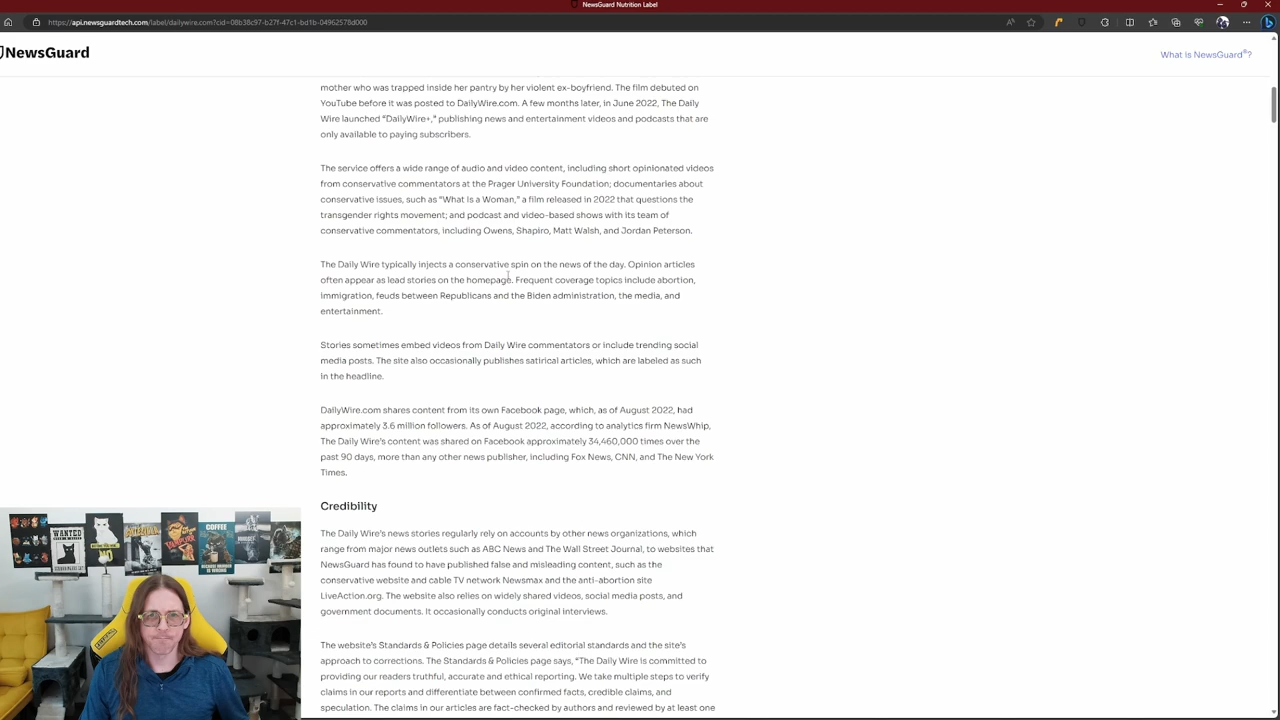 NewsGuard Nutrition Label
https://api.newsguardtech.com/label/dailywire.com?cid=08b38c97-b27f-47c1-bd1b-04962578d000
NewsGuard
What is NewsGuard®?
mother who was trapped inside her pantry by her violent ex-boyfriend. The film debuted on
YouTube before it was posted to DailyWire.com. A few months later, in June 2022, The Daily
Wire launched “DailyWire+,” publishing news and entertainment videos and podcasts that are
only available to paying subscribers.
The service offers a wide range of audio and video content, including short opinionated videos
from conservative commentators at the Prager University Foundation; documentaries about
conservative issues, such as “What Is a Woman,” a film released in 2022 that questions the
transgender rights movement; and podcast and video-based shows with its team of
conservative commentators, including Owens, Shapiro, Matt Walsh, and Jordan Peterson.
The Daily Wire typically injects a conservative spin on the news of the day. Opinion articles
often appear as lead stories on the homepage. Frequent coverage topics include abortion,
immigration, feuds between Republicans and the Biden administration, the media, and
entertainment.
Stories sometimes embed videos from Daily Wire commentators or include trending social
media posts. The site also occasionally publishes satirical articles, which are labeled as such
in the headline.
DailyWire.com shares content from its own Facebook page, which, as of August 2022, had
approximately 3.6 million followers. As of August 2022, according to analytics firm NewsWhip,
The Daily Wire’s content was shared on Facebook approximately 34,460,000 times over the
past 90 days, more than any other news publisher, including Fox News, CNN, and The New York
Times.
Credibility
The Daily Wire’s news stories regularly rely on accounts by other news organizations, which
range from major news outlets such as ABC News and The Wall Street Journal, to websites that
NewsGuard has found to have published false and misleading content, such as the
conservative website and cable TV network Newsmax and the anti-abortion site
LiveAction.org. The website also relies on widely shared videos, social media posts, and
government documents. It occasionally conducts original interviews.
The website’s Standards & Policies page details several editorial standards and the site’s
approach to corrections. The Standards & Policies page says, “The Daily Wire is committed to
providing our readers truthful, accurate and ethical reporting. We take multiple steps to verify
claims in our reports and differentiate between confirmed facts, credible claims, and
speculation. The claims in our articles are fact-checked by authors and reviewed by at least one
WANTED
COFFEE